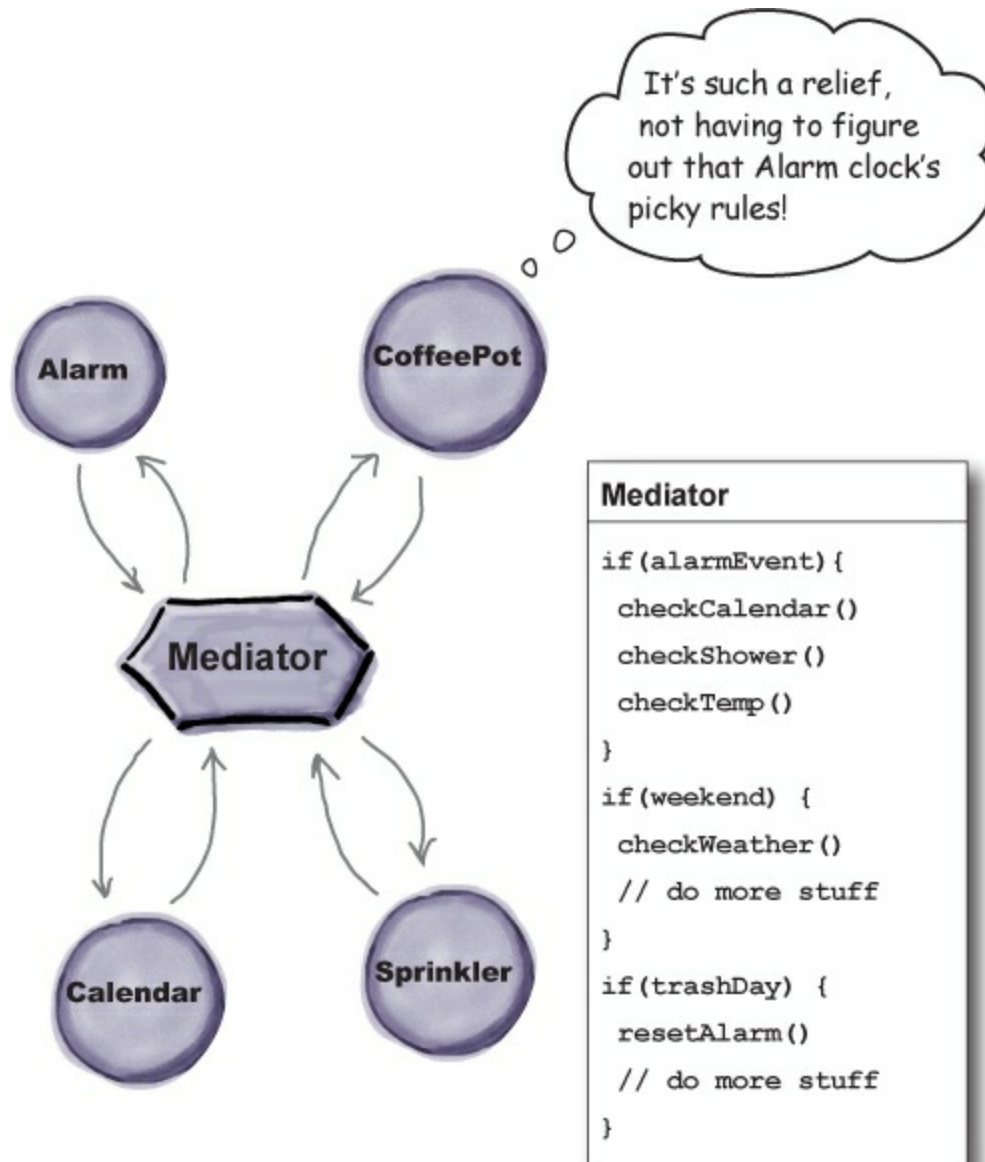 It's such a relief,
not having to figure
out that Alarm clock's
picky rules!
Alarm
CoffeePot
Mediator
Calendar
Sprinkler
Mediator
if(alarmEvent){
checkCalendar()
checkShower()
checkTemp()
}
if(weekend) {
checkWeather()
// do more stuff
}
if(trashDay) {
resetAlarm()
// do more stuff
}